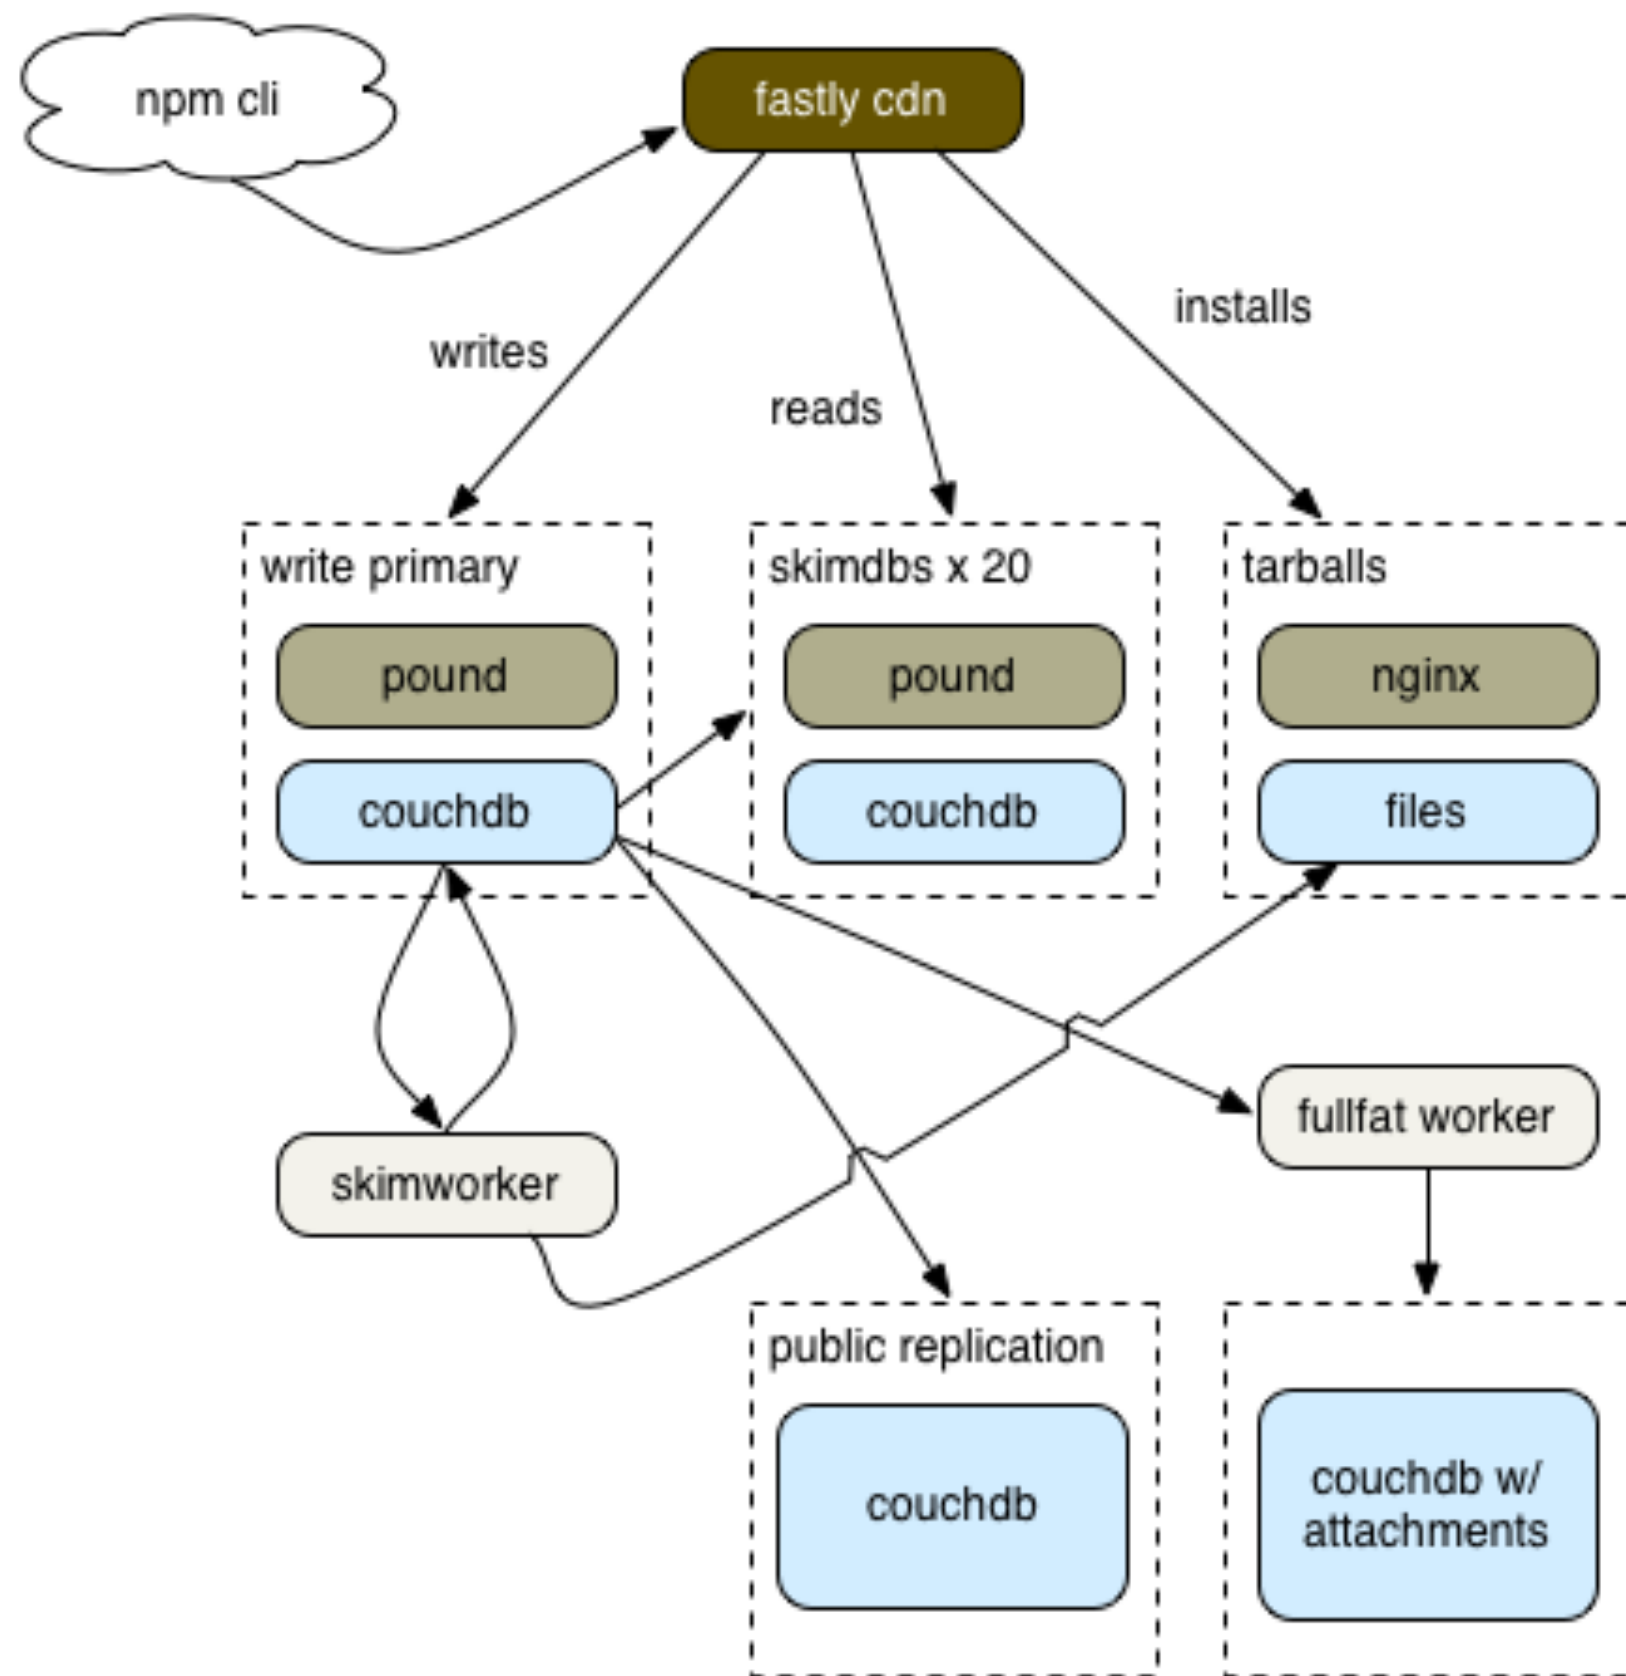 npm cli
fastly cdn
installs
writes
reads
write primary
skimdbs x 20
tarballs
pound
pound
nginx
couchdb
couchdb
files
fullfat worker
skimworker
public replication
couchdb
couchdb w/
attachments